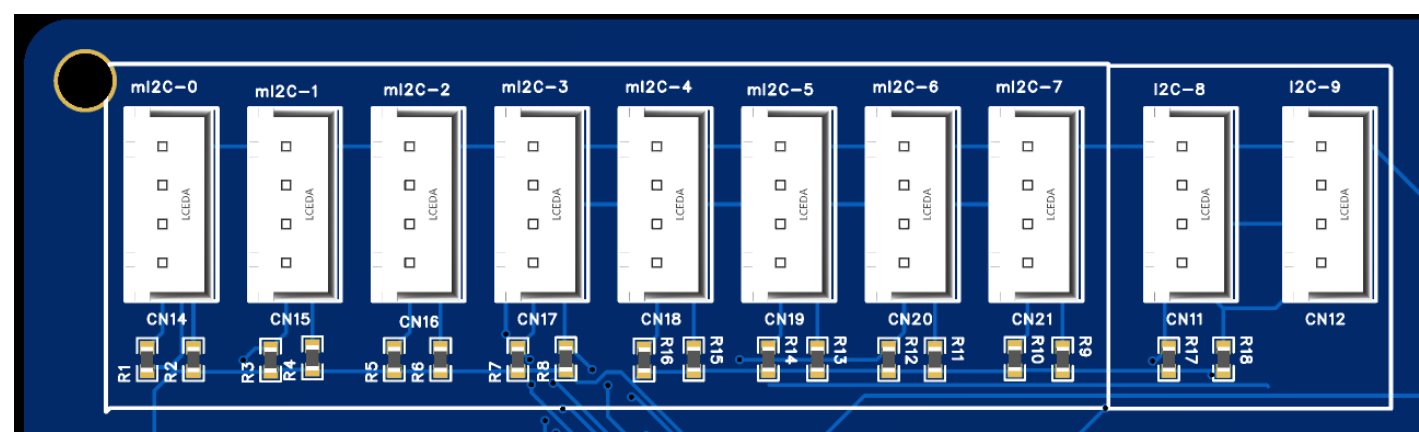 mI2C-0 mI2C-1 mI2C-2 mI2C-3 mI2C-4 mI2C-5 mI2C-6 mI2C-7 I2C-8 I2C-9
LCEDA LCEDA LCEDA LCEDA LCEDA LCEDA LCEDA LCEDA LCEDA LCEDA
CN14 CN15 CN16 CN17 CN18 CN19 CN20 CN21 CN11 CN12
R1 R2 R3 R4 R5 R6 R7 R8 R16 R15 R14 R13 R12 R11 R10 R9 R17 R18